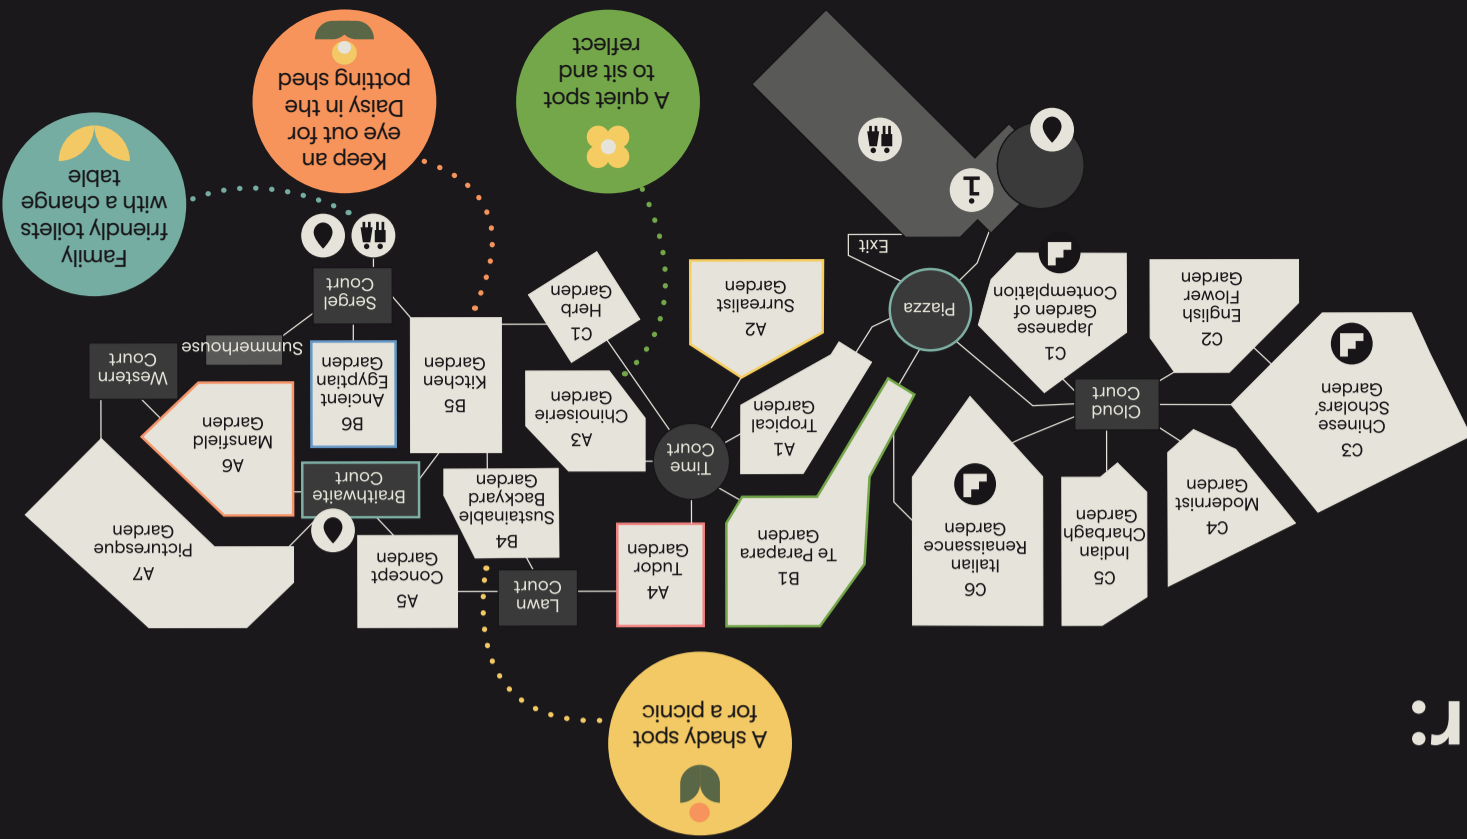 r:
A shady spot
for a picnic
C6
Italian
Renaissance
Garden
C5
Indian
Charbagh
Garden
C4
Modernist
Garden
C3
Chinese
Scholars'
Garden
Cloud
Court
C2
English
Flower
Garden
C1
Japanese
Garden of
Contemplation
Piazza
Exit
i
B1
Te Parapara
Garden
A1
Tropical
Garden
A2
Surrealist
Garden
Time
Court
A4
Tudor
Garden
A3
Chinoiserie
Garden
C1
Herb
Garden
Lawn
Court
B4
Sustainable
Backyard
Garden
A5
Concept
Garden
B5
Kitchen
Garden
Braithwaite
Court
B6
Ancient
Egyptian
Garden
A7
Picturesque
Garden
A6
Mansfield
Garden
Western
Court
Summerhouse
Sergel
Court
A quiet spot
to sit and
reflect
Keep an
eye out for
Daisy in the
potting shed
Family
friendly toilets
with a change
table